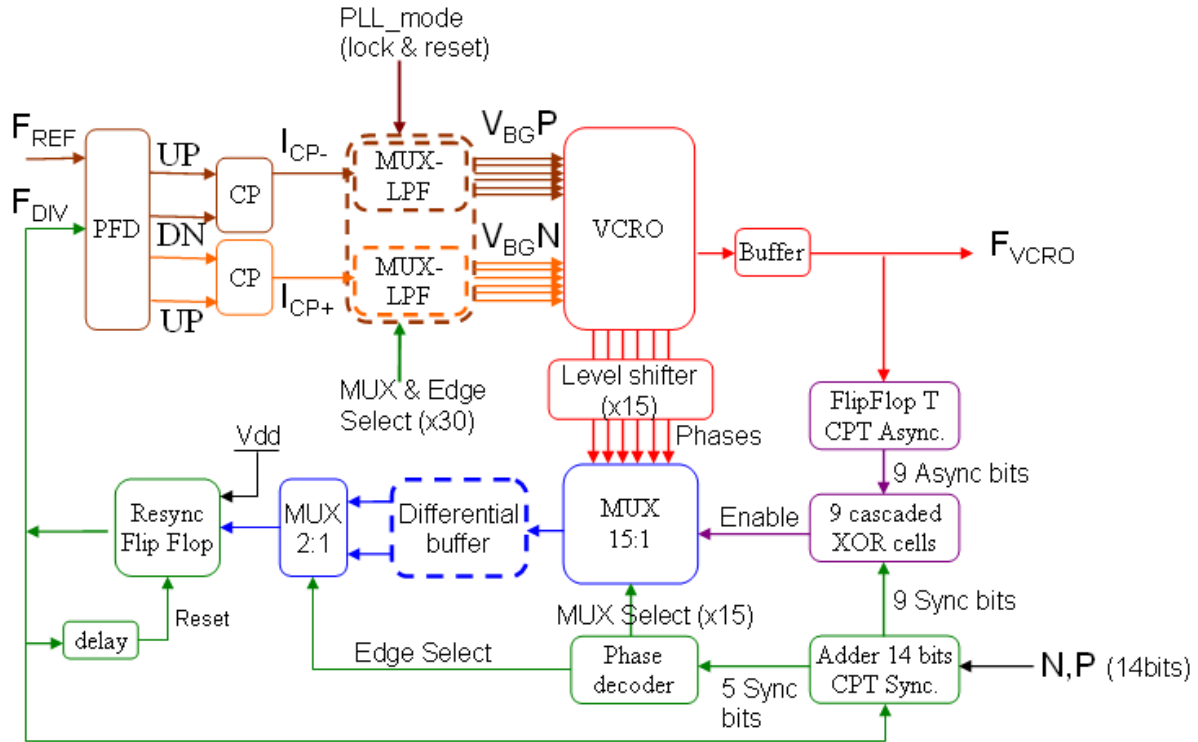 PLL_mode
(lock & reset)
FREF
UP
ICP-
MUX-
LPF
VBGP
CP
FDIV
PFD
DN
VCRO
VBGN
Buffer
FVCRO
CP
MUX-
LPF
ICP+
UP
MUX & Edge
Select (x30)
Level shifter
(x15)
FlipFlop T
CPT Async.
Phases
Vdd
9 Async bits
Resync
Flip Flop
MUX
2:1
Differential
buffer
MUX
15:1
Enable
9 cascaded
XOR cells
Reset
MUX Select (x15)
9 Sync bits
delay
Edge Select
Phase
decoder
5 Sync
bits
Adder 14 bits
CPT Sync.
N,P (14bits)